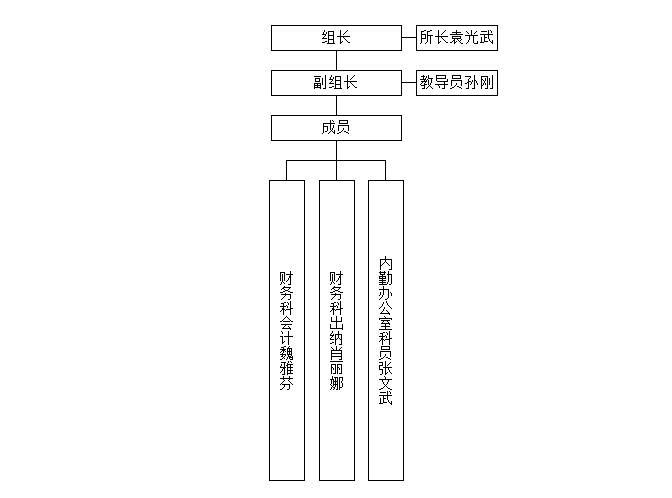 组长
所长袁光武
副组长
教导员孙刚
成员
财务科会计魏雅芬
财务科出纳肖丽娜
内勤办公室科员张文武